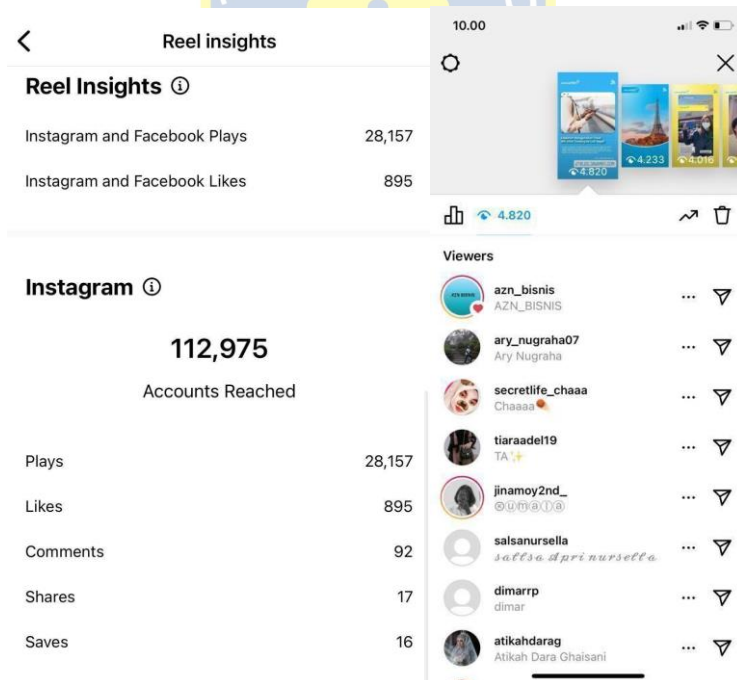 Reel insights
Reel Insights
Instagram and Facebook Plays 28,157
Instagram and Facebook Likes 895
Instagram
112,975
Accounts Reached
Plays 28,157
Likes 895
Comments 92
Shares 17
Saves 16
10.00
4.820
4.233
4.016
4.820
Viewers
azn_bisnis
AZN_BISNIS
ary_nugraha07
Ary Nugraha
secretlife_chaaa
Chaaaa
tiaraadel19
TA✨
jinamoy2nd_
salsanursella
dimarrp
dimar
atikahdarag
Atikah Dara Ghaisani